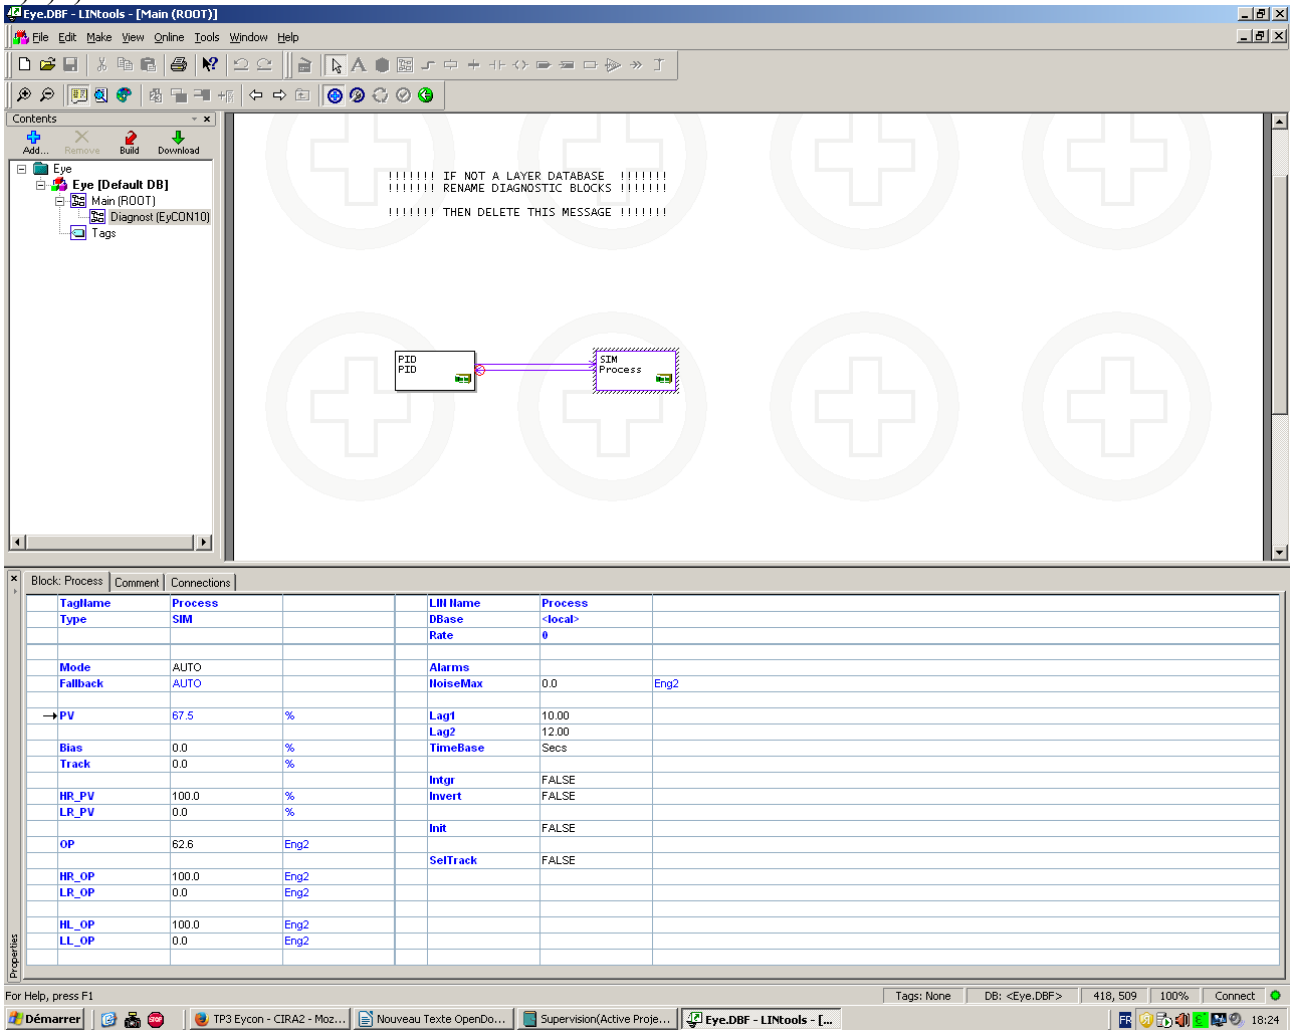 Eye.DBF - LINtools - [Main (ROOT)]
File Edit Make View Online Tools Window Help
Contents
Add... Remove Build Download
Eye
Eye [Default DB]
Main (ROOT)
Diagnost (EyCON10)
Tags
!!!!!!! IF NOT A LAYER DATABASE !!!!!!!
!!!!!!! RENAME DIAGNOSTIC BLOCKS !!!!!!!
!!!!!!! THEN DELETE THIS MESSAGE !!!!!!!
PID
PID
SIM
Process
Block: Process Comment Connections
TagName Process LIN Name Process
Type SIM DBase <local>
Rate 0
Mode AUTO Alarms
Fallback AUTO NoiseMax 0.0 Eng2
PV 67.5 % Lag1 10.00
Lag2 12.00
Bias 0.0 % TimeBase Secs
Track 0.0 %
Intgr FALSE
HR_PV 100.0 % Invert FALSE
LR_PV 0.0 %
Init FALSE
OP 62.6 Eng2
SelTrack FALSE
HR_OP 100.0 Eng2
LR_OP 0.0 Eng2
HL_OP 100.0 Eng2
LL_OP 0.0 Eng2
Properties
For Help, press F1 Tags: None DB: <Eye.DBF> 418, 509 100% Connect
Démarrer STOP TP3 Eycon - CIRA2 - Moz... Nouveau Texte OpenDo... Supervision(Active Proje... Eye.DBF - LINtools - [... FR 18:24